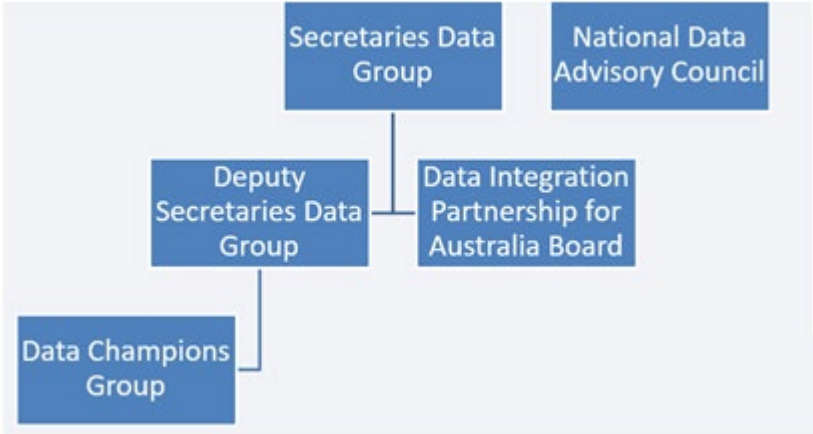 Secretaries Data
Group
National Data
Advisory Council
Deputy
Secretaries Data
Group
Data Integration
Partnership for
Australia Board
Data Champions
Group